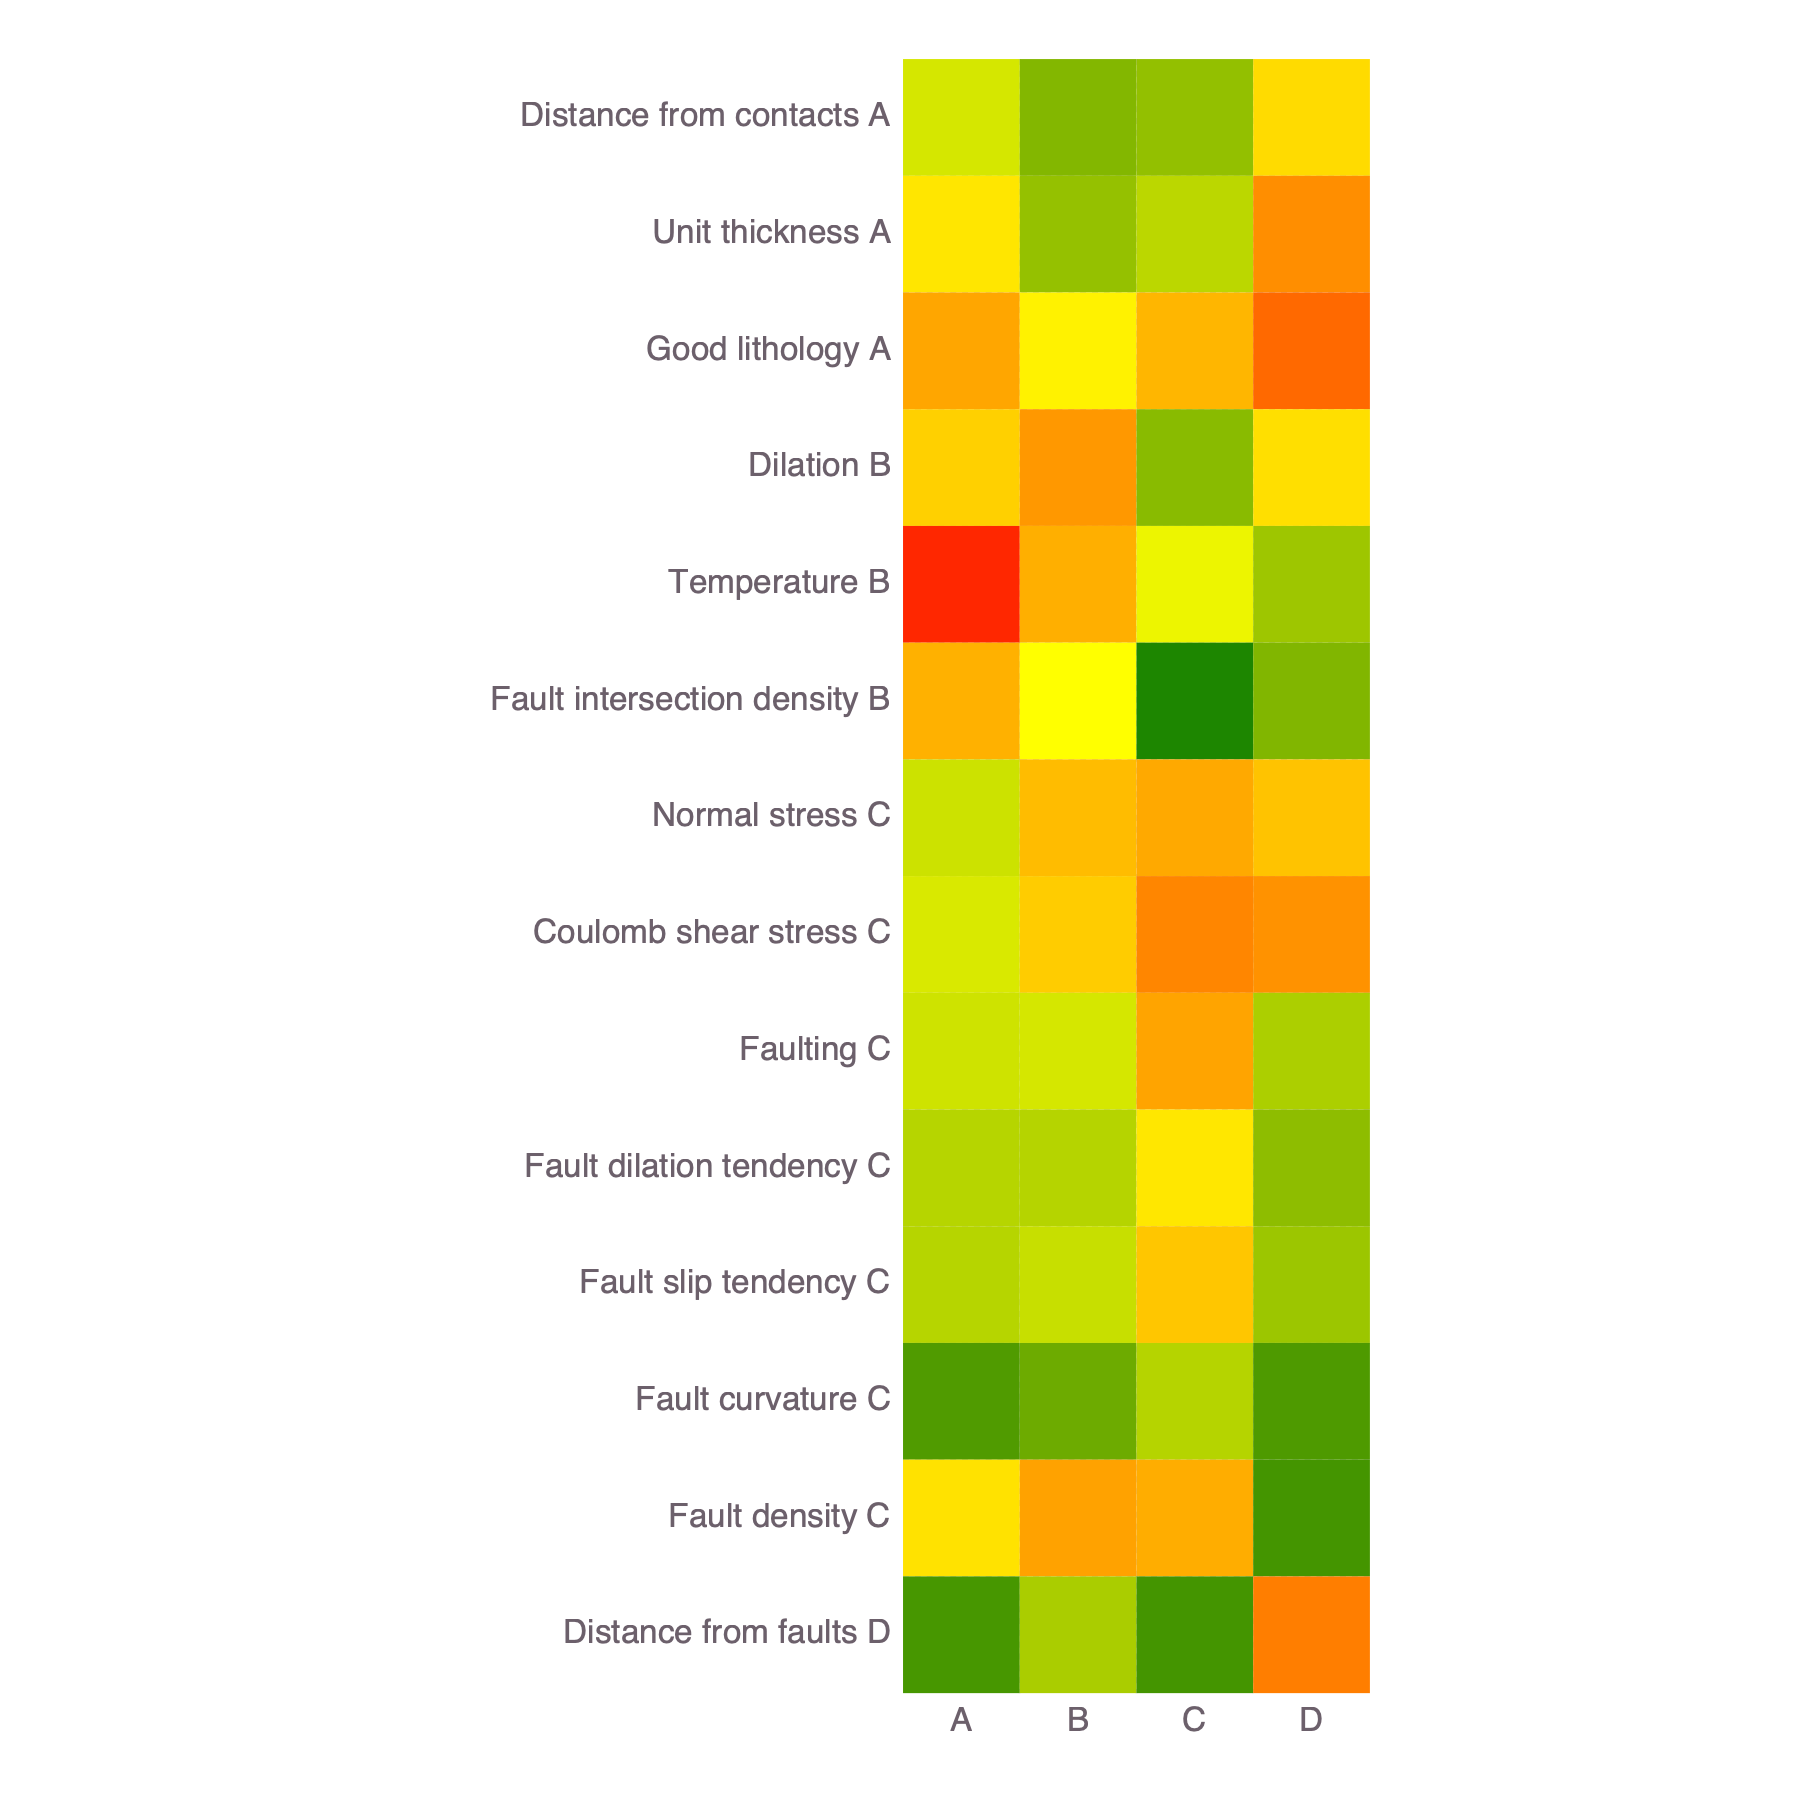 Distance from contacts A
Unit thickness A
Good lithology A
Dilation B
Temperature B
Fault intersection density B
Normal stress C
Coulomb shear stress C
Faulting C
Fault dilation tendency C
Fault slip tendency C
Fault curvature C
Fault density C
Distance from faults D
A B C D